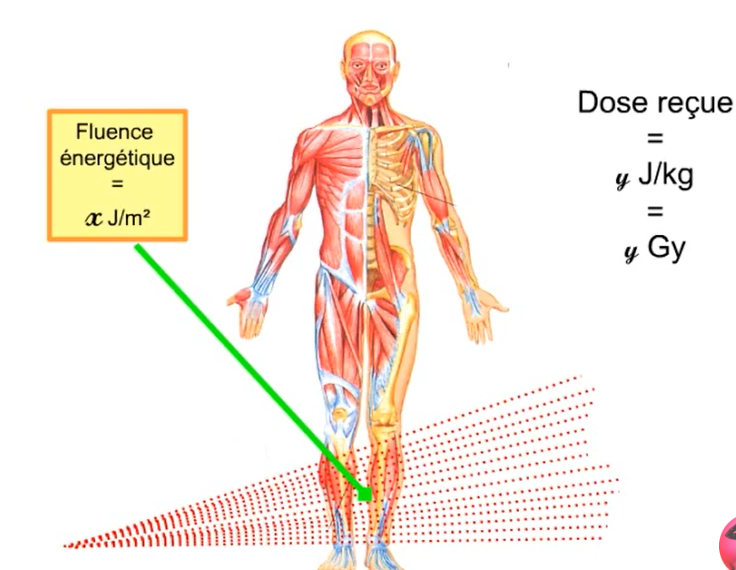 Fluence
énergétique
=
x J/m²
Dose reçue
=
y J/kg
=
y Gy